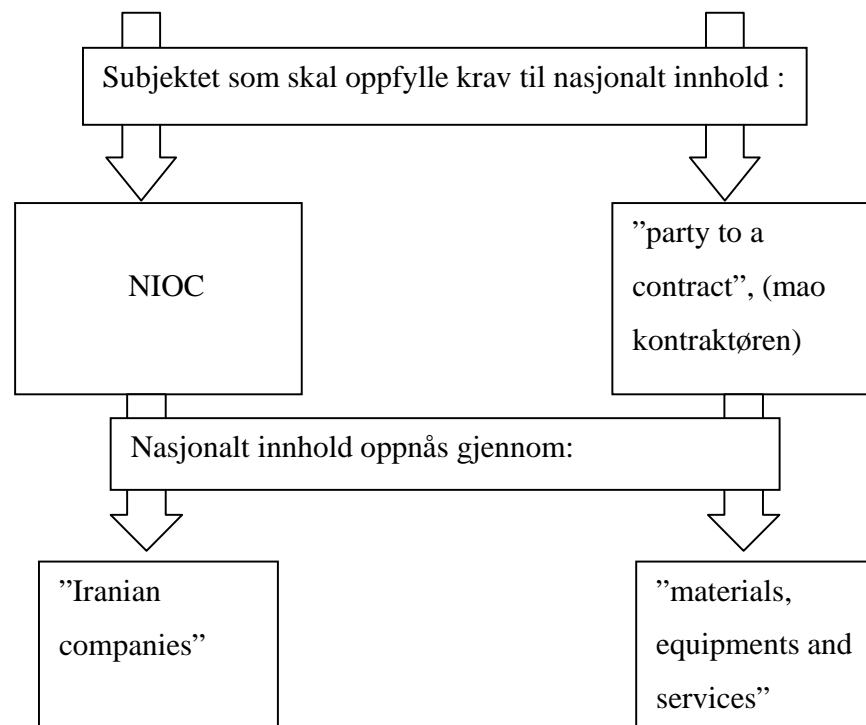 Subjektet som skal oppfylle krav til nasjonalt innhold :
NIOC
”party to a
contract”, (mao
kontraktøren)
Nasjonalt innhold oppnås gjennom:
”Iranian
companies”
”materials,
equipments and
services”